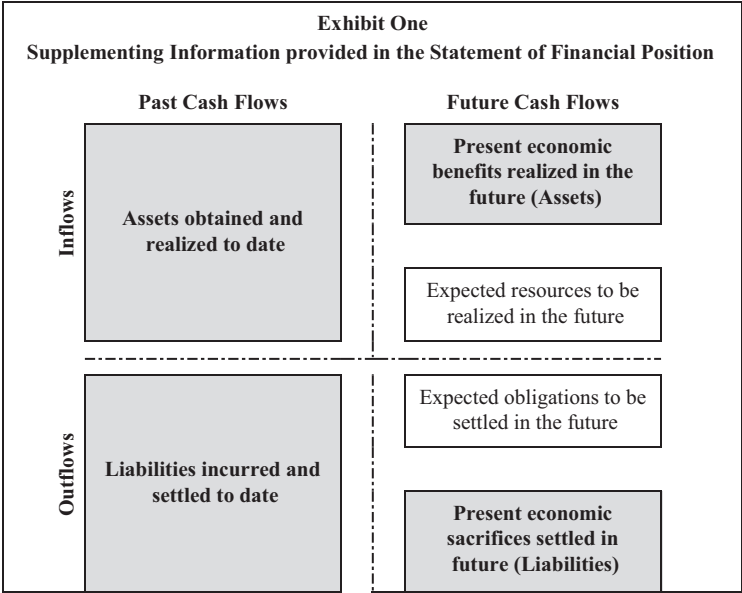 Exhibit One
Supplementing Information provided in the Statement of Financial Position
Past Cash Flows
Future Cash Flows
Inflows
Assets obtained and
realized to date
Present economic
benefits realized in the
future (Assets)
Expected resources to be
realized in the future
Outflows
Liabilities incurred and
settled to date
Expected obligations to be
settled in the future
Present economic
sacrifices settled in
future (Liabilities)